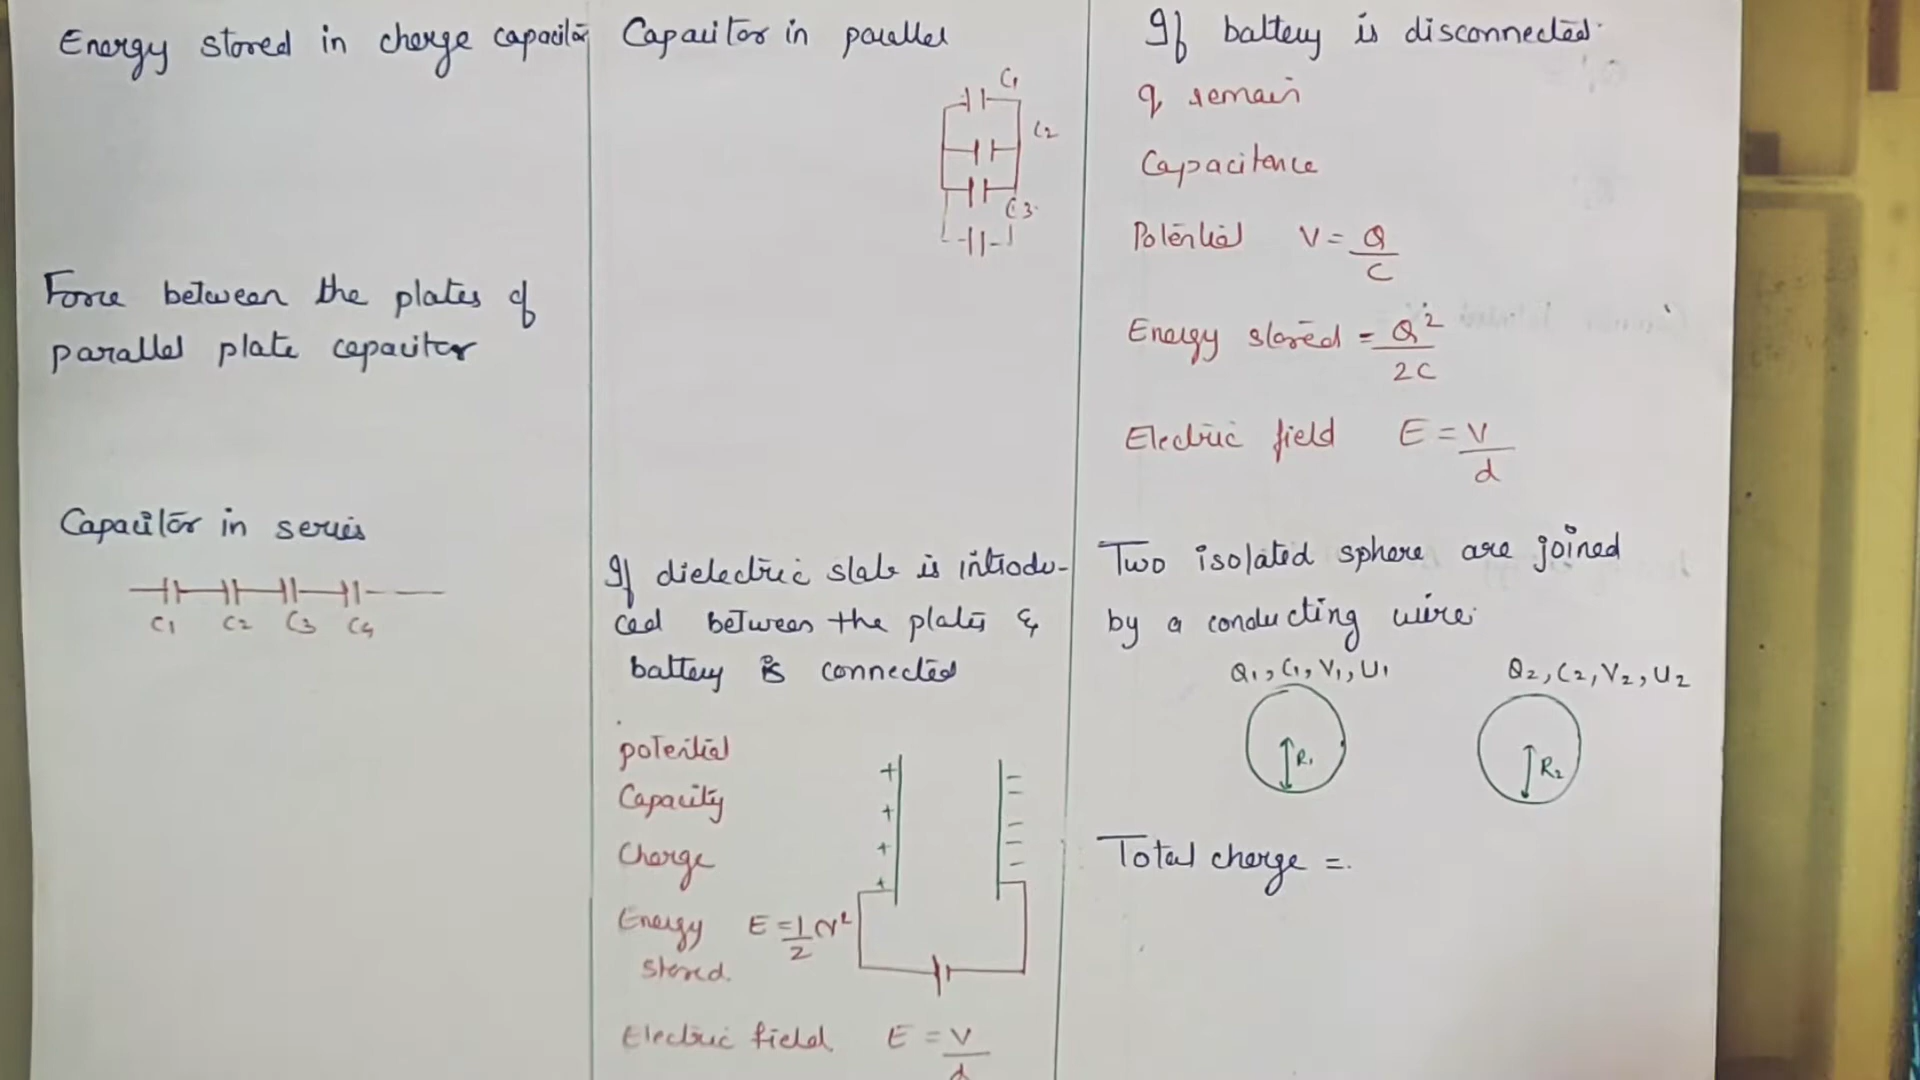 Energy stored in charge capacitor
Force between the plates of
parallel plate capacitor
Capacitor in series
C1 C2 C3 C4
Capacitor in parallel
C1
C2
C3
If dielectric slab is introdu-
ced between the plates &
battery is connected
potential
Capacity
Charge
Energy E = 1/2 CV²
stored.
Electric field E = V/d
If battery is disconnected.
q remain
Capacitence
Potential V = Q/C
Energy stored = Q²/2C
Electric field E = V/d
Two isolated sphere are joined
by a conducting wire.
Q1, C1, V1, U1 Q2, C2, V2, U2
R1 R2
Total charge =.